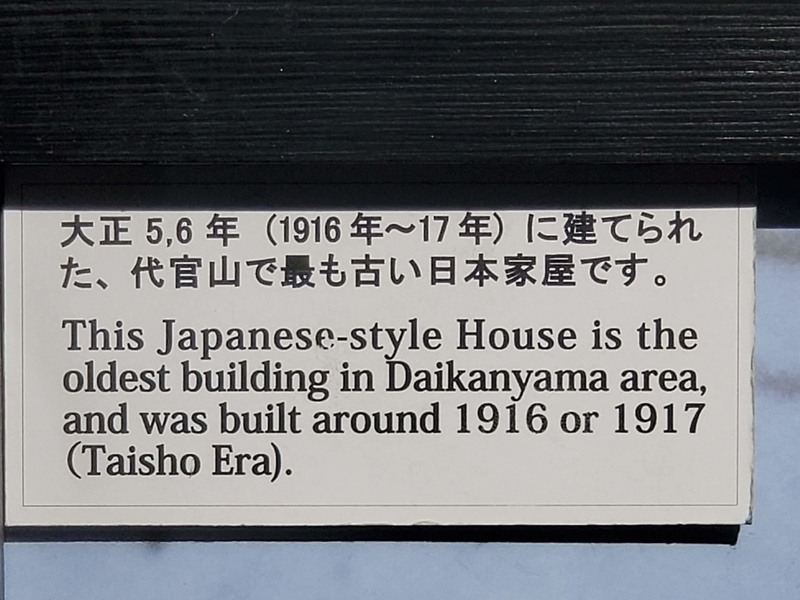 大正 5,6 年（1916 年～17 年）に建てられ
た、代官山で最も古い日本家屋です。
This Japanese-style House is the
oldest building in Daikanyama area,
and was built around 1916 or 1917
(Taisho Era).